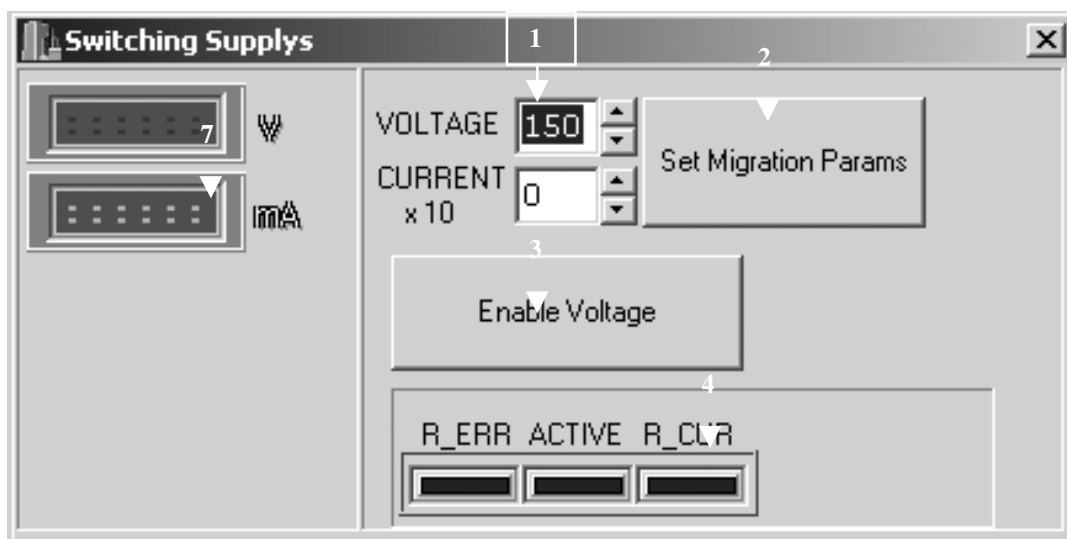 Switching Supplys
1
2
7
V
mA
VOLTAGE 150
CURRENT 0
x 10
Set Migration Params
3
Enable Voltage
4
R_ERR ACTIVE R_CUR